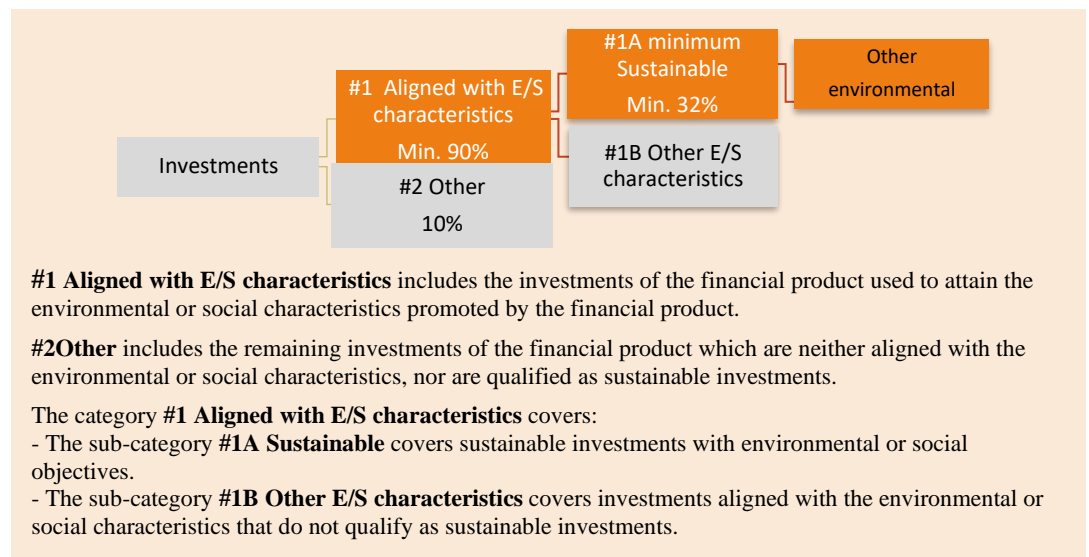 #1A minimum
Sustainable
Min. 32%
Other
environmental
#1 Aligned with E/S
characteristics
Min. 90%
#1B Other E/S
characteristics
Investments
#2 Other
10%
#1 Aligned with E/S characteristics includes the investments of the financial product used to attain the
environmental or social characteristics promoted by the financial product.
#2Other includes the remaining investments of the financial product which are neither aligned with the
environmental or social characteristics, nor are qualified as sustainable investments.
The category #1 Aligned with E/S characteristics covers:
- The sub-category #1A Sustainable covers sustainable investments with environmental or social
objectives.
- The sub-category #1B Other E/S characteristics covers investments aligned with the environmental or
social characteristics that do not qualify as sustainable investments.